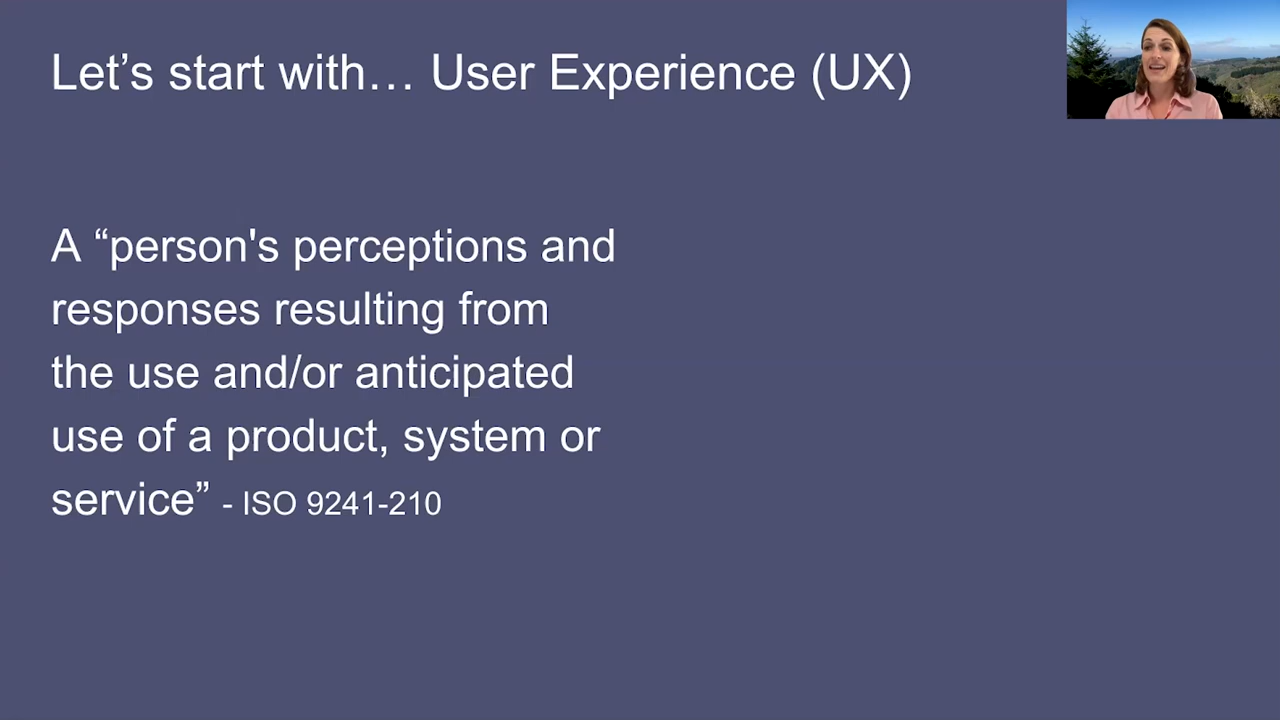 Let’s start with… User Experience (UX)
A “person's perceptions and
responses resulting from
the use and/or anticipated
use of a product, system or
service” - ISO 9241-210